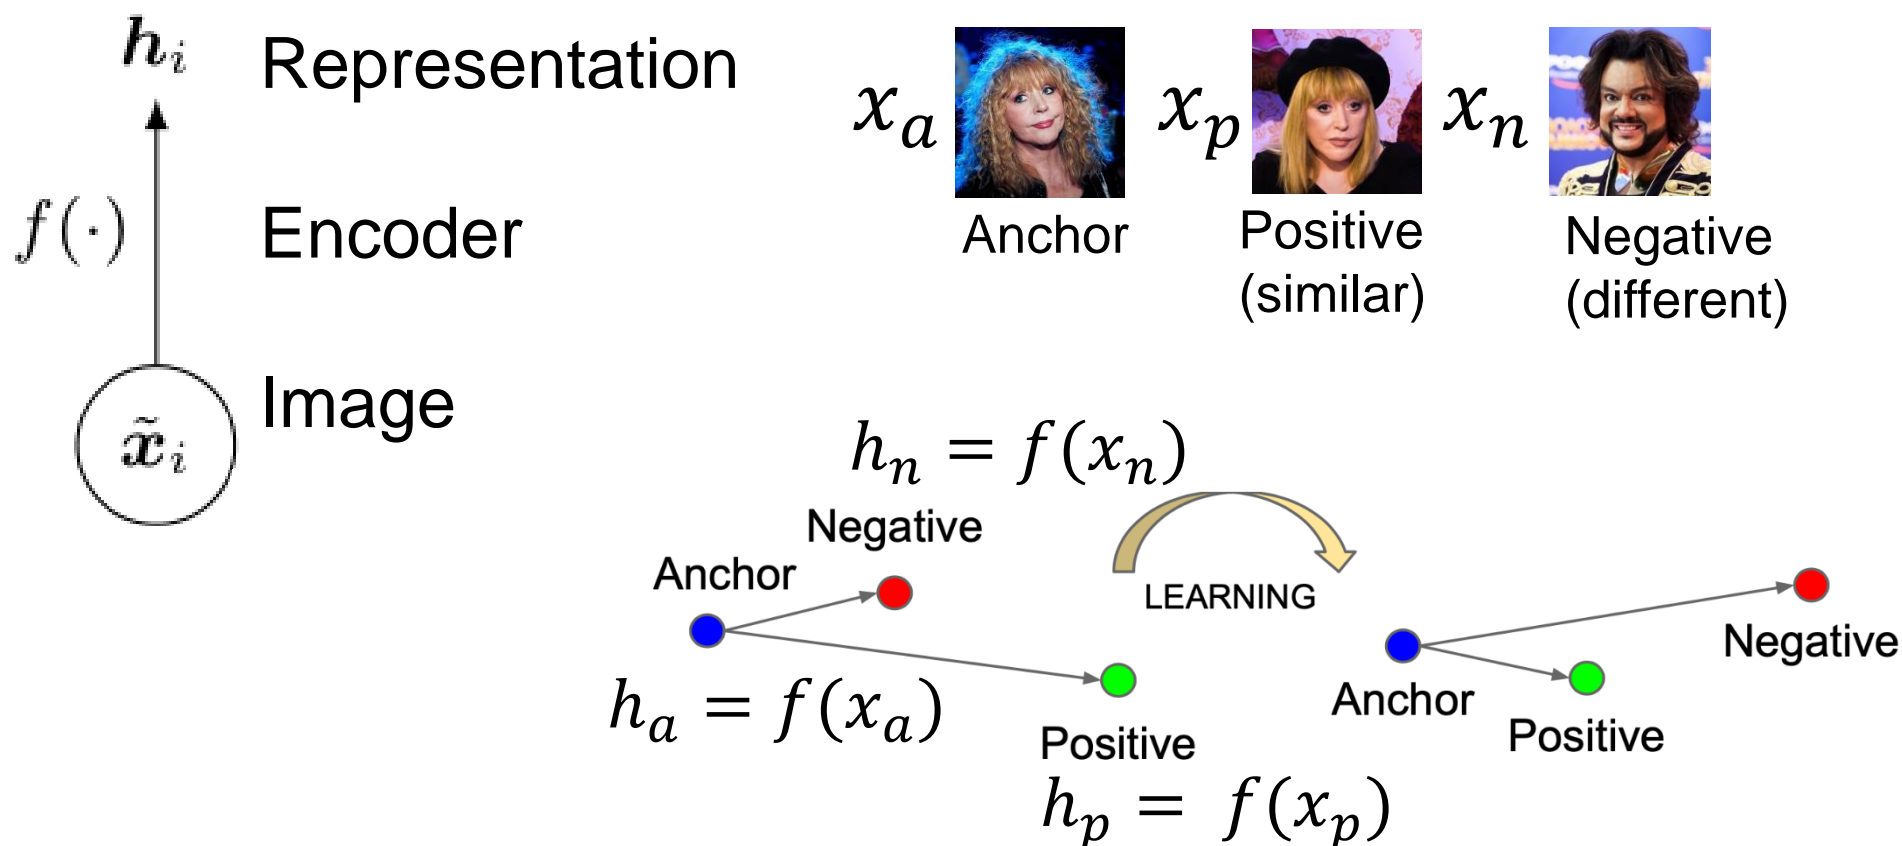 h_i Representation
f(·) Encoder
x̃_i Image
x_a x_p x_n
Anchor
Positive
(similar)
Negative
(different)
h_n = f(x_n)
Negative
Anchor
LEARNING
h_a = f(x_a)
Positive
h_p = f(x_p)
Negative
Anchor
Positive